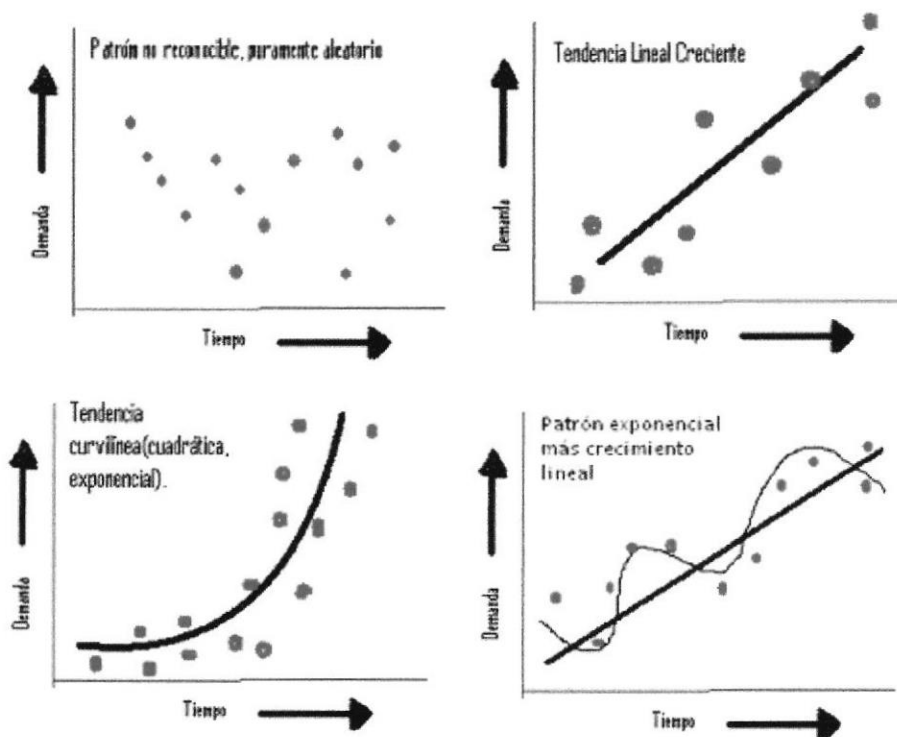 Patrón no reconocible, puramente aleatorio
Demanda
Tiempo
Tendencia Lineal Creciente
Demanda
Tiempo
Tendencia
curvilínea(cuadrática,
exponencial).
Demanda
Tiempo
Patrón exponencial
más crecimiento
lineal
Demanda
Tiempo